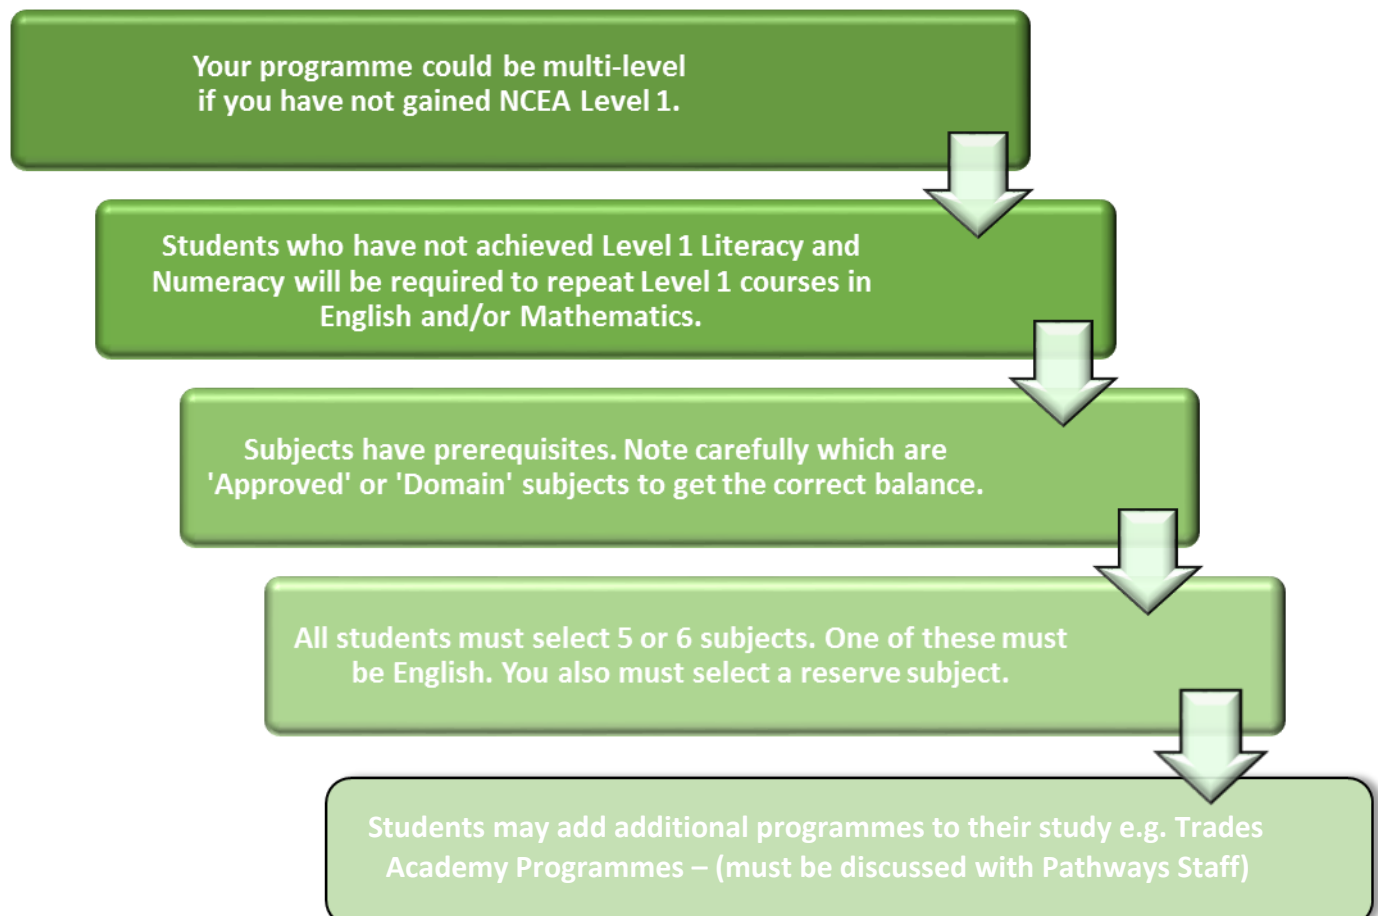 Your programme could be multi-level
if you have not gained NCEA Level 1.
Students who have not achieved Level 1 Literacy and
Numeracy will be required to repeat Level 1 courses in
English and/or Mathematics.
Subjects have prerequisites. Note carefully which are
'Approved' or 'Domain' subjects to get the correct balance.
All students must select 5 or 6 subjects. One of these must
be English. You also must select a reserve subject.
Students may add additional programmes to their study e.g. Trades
Academy Programmes – (must be discussed with Pathways Staff)